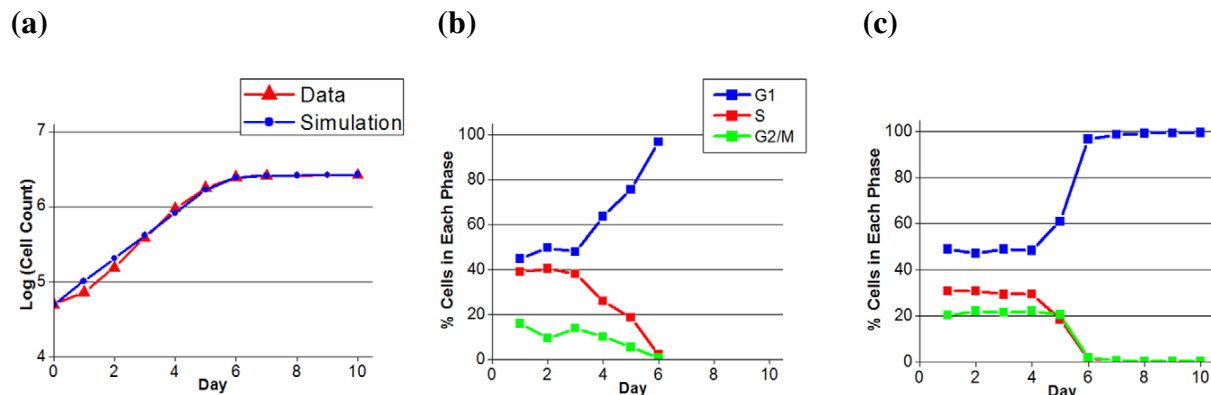 (a)
Data
Simulation
7
6
5
4
Log (Cell Count)
0 2 4 6 8 10
Day
(b)
G1
S
G2/M
100
80
60
40
20
0
% Cells in Each Phase
0 2 4 6 8 10
Day
(c)
100
80
60
40
20
0
% Cells in Each Phase
0 2 4 6 8 10
Day